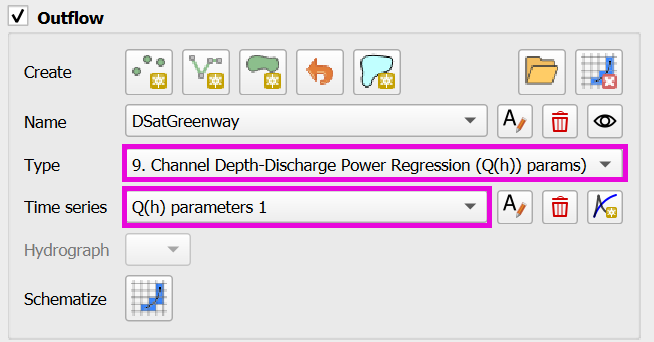 Outflow
Create
Name DSatGreenway
Type 9. Channel Depth-Discharge Power Regression (Q(h)) params)
Time series Q(h) parameters 1
Hydrograph
Schematize